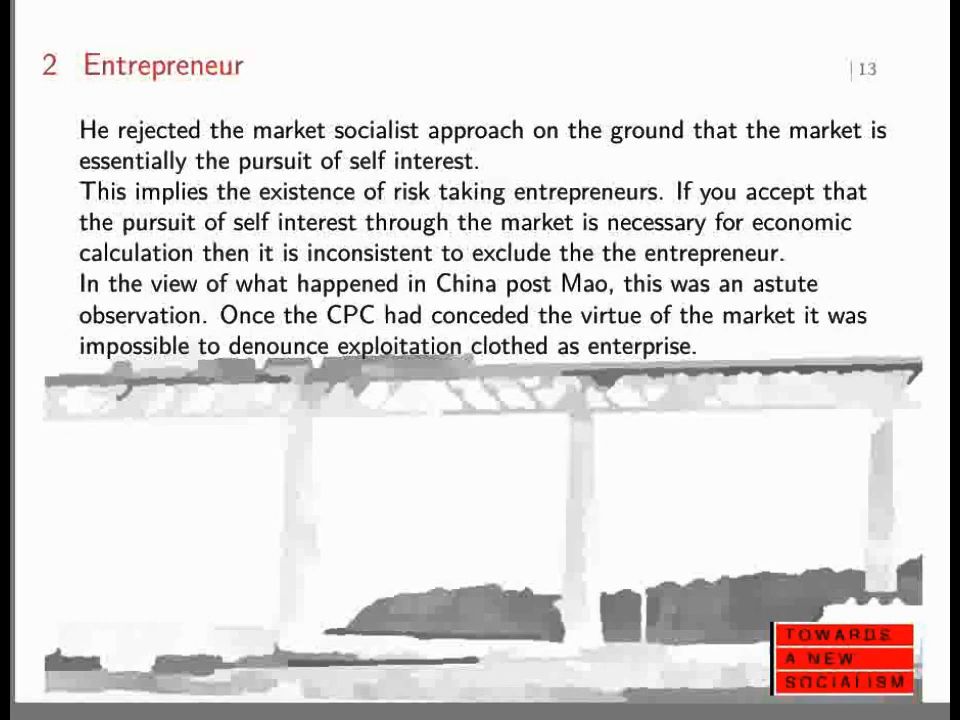 2 Entrepreneur
|13
He rejected the market socialist approach on the ground that the market is
essentially the pursuit of self interest.
This implies the existence of risk taking entrepreneurs. If you accept that
the pursuit of self interest through the market is necessary for economic
calculation then it is inconsistent to exclude the the entrepreneur.
In the view of what happened in China post Mao, this was an astute
observation. Once the CPC had conceded the virtue of the market it was
impossible to denounce exploitation clothed as enterprise.
TOWARDS
A NEW
SOCIALISM